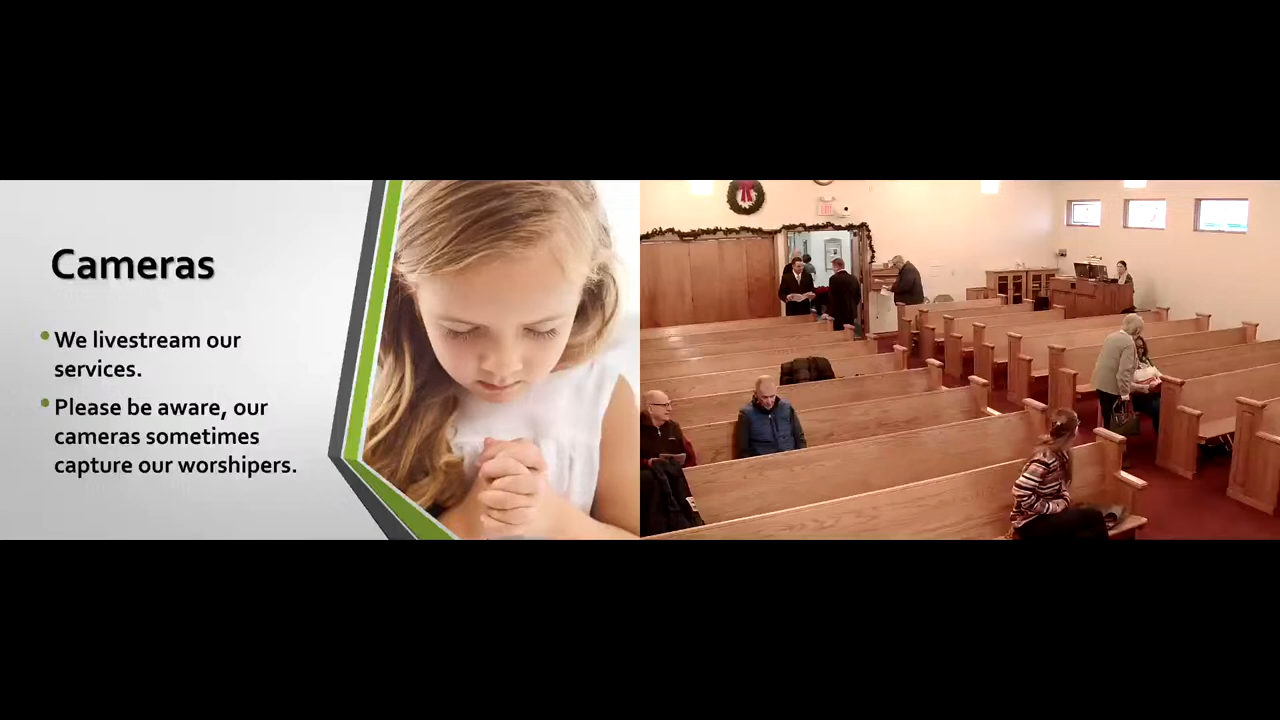 Cameras
We livestream our
services.
Please be aware, our
cameras sometimes
capture our worshipers.